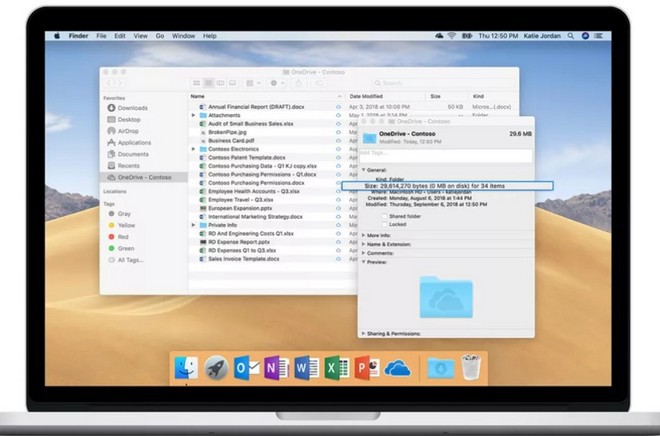 Finder File Edit View Go Window Help
Thu 12:50 PM Katie Jordan
OneDrive - Contoso
Search
Favorites
Downloads
Desktop
AirDrop
Applications
Documents
Recents
OneDrive - Contoso
Locations
Tags
Gray
Yellow
Red
Green
All Tags...
Name Date Modified Size Kind
Annual Financial Report (DRAFT).docx Apr 3, 2018 at 10:06 PM 50 KB Micros...(.docx)
Attachments
Audit of Small Business Sales.xlsx
BrokenPipe.jpg
Business Card.pdf
Contoso Electronics
Contoso Patent Template.docx
Contoso Purchasing Data - Q1 KJ copy.xlsx
Contoso Purchasing Permissions - Q1.docx
Contoso Purchasing Permissions.docx
Employee Health Accounts - Q3.xlsx
Employee Travel - Q3.xlsx
European Expansion.pptx
International Marketing Strategy.docx
Private Info
RD And Engineering Costs Q1.xlsx
RD Expense Report.pptx
RD Expenses Q1 to Q3.xlsx
Sales Invoice Template.docx
OneDrive - Contoso
OneDrive - Contoso 29.6 MB
Modified: Today, 12:50 PM
Add Tags...
General:
Kind: Folder
Size: 29,614,270 bytes (0 MB on disk) for 34 items
Where: Macintosh HD - Users - katiejordan
Created: Monday, August 6, 2018 at 1:44 PM
Modified: Thursday, September 6, 2018 at 12:50 PM
Shared folder
Locked
More Info:
Name & Extension:
Comments:
Preview:
Sharing & Permissions: